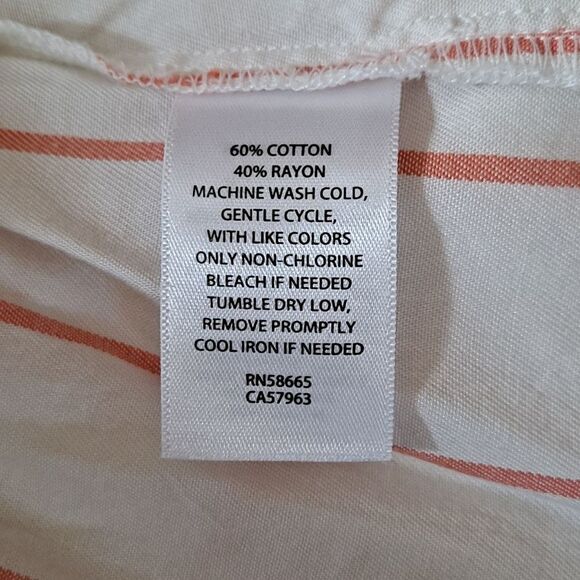 60% COTTON
40% RAYON
MACHINE WASH COLD,
GENTLE CYCLE,
WITH LIKE COLORS
ONLY NON-CHLORINE
BLEACH IF NEEDED
TUMBLE DRY LOW,
REMOVE PROMPTLY
COOL IRON IF NEEDED
RN58665
CA57963